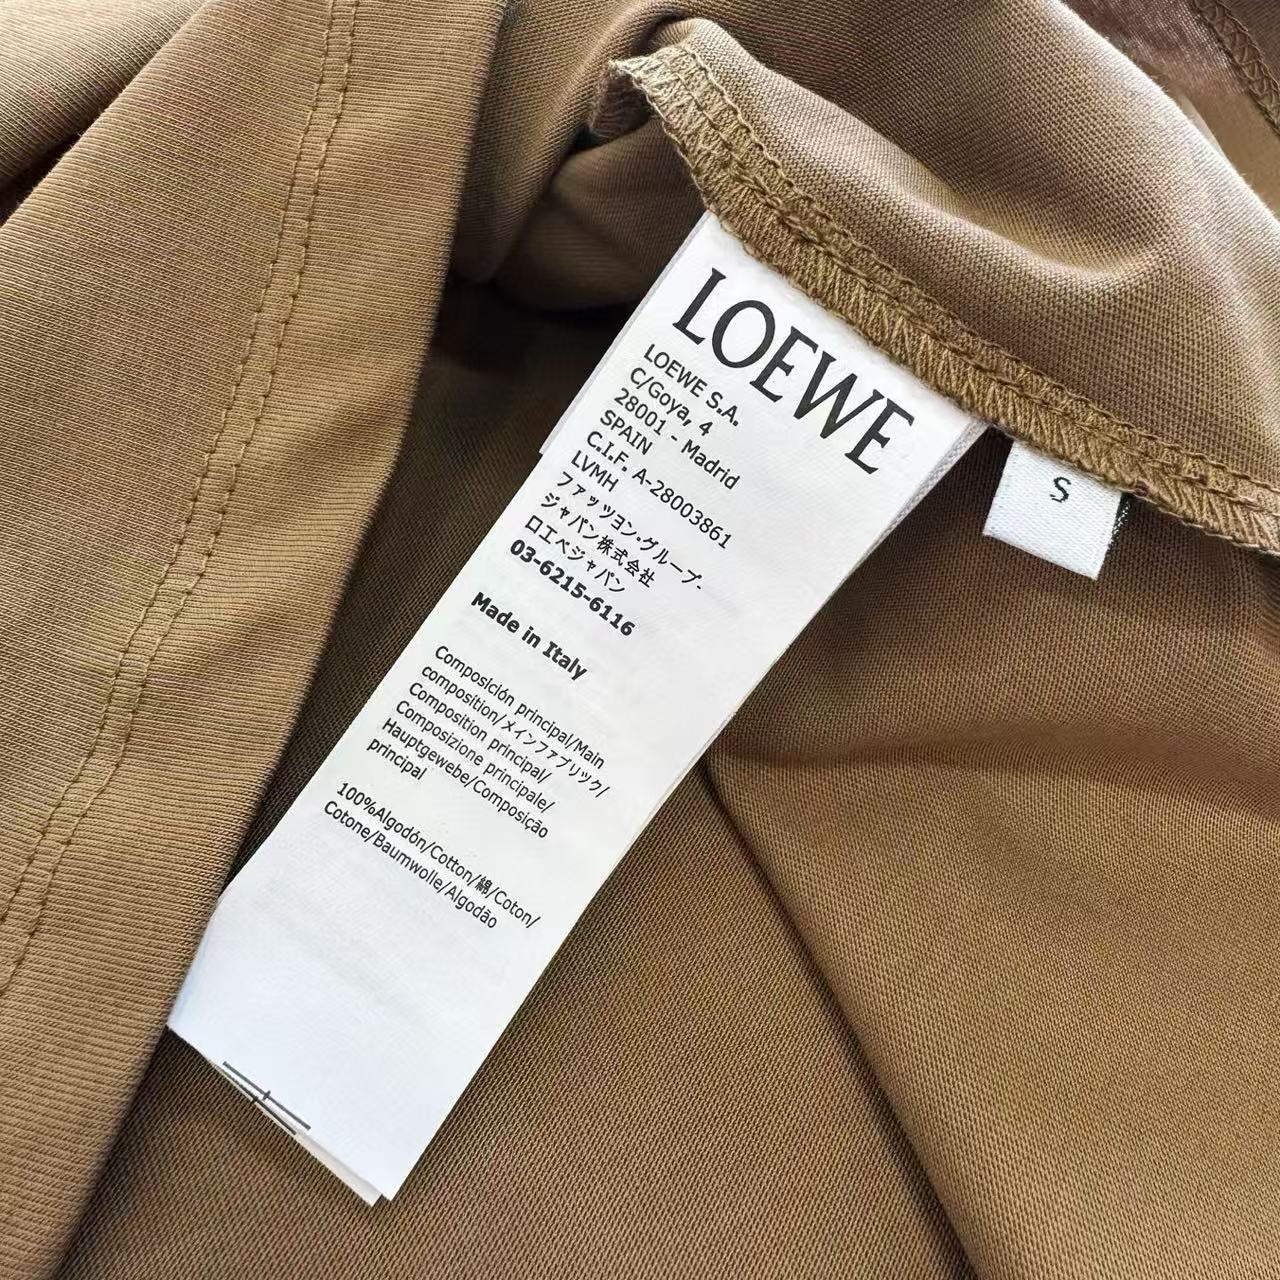 LOEWE
LOEWE S.A.
C/Goya, 4
28001 - Madrid
SPAIN
C.I.F. A-28003861
LVMH
ファッツョン・グループ-
ジャパン株式会社
ロエベジャパン
03-6215-6116
Made in Italy
Composición principal/Main
composition/メインファブリック/
Composition principal/
Composizione principale/
Hauptgewebe/Composição
principal
100%Algodón/Cotton/綿/Coton/
Cotone/Baumwolle/Algodão
S